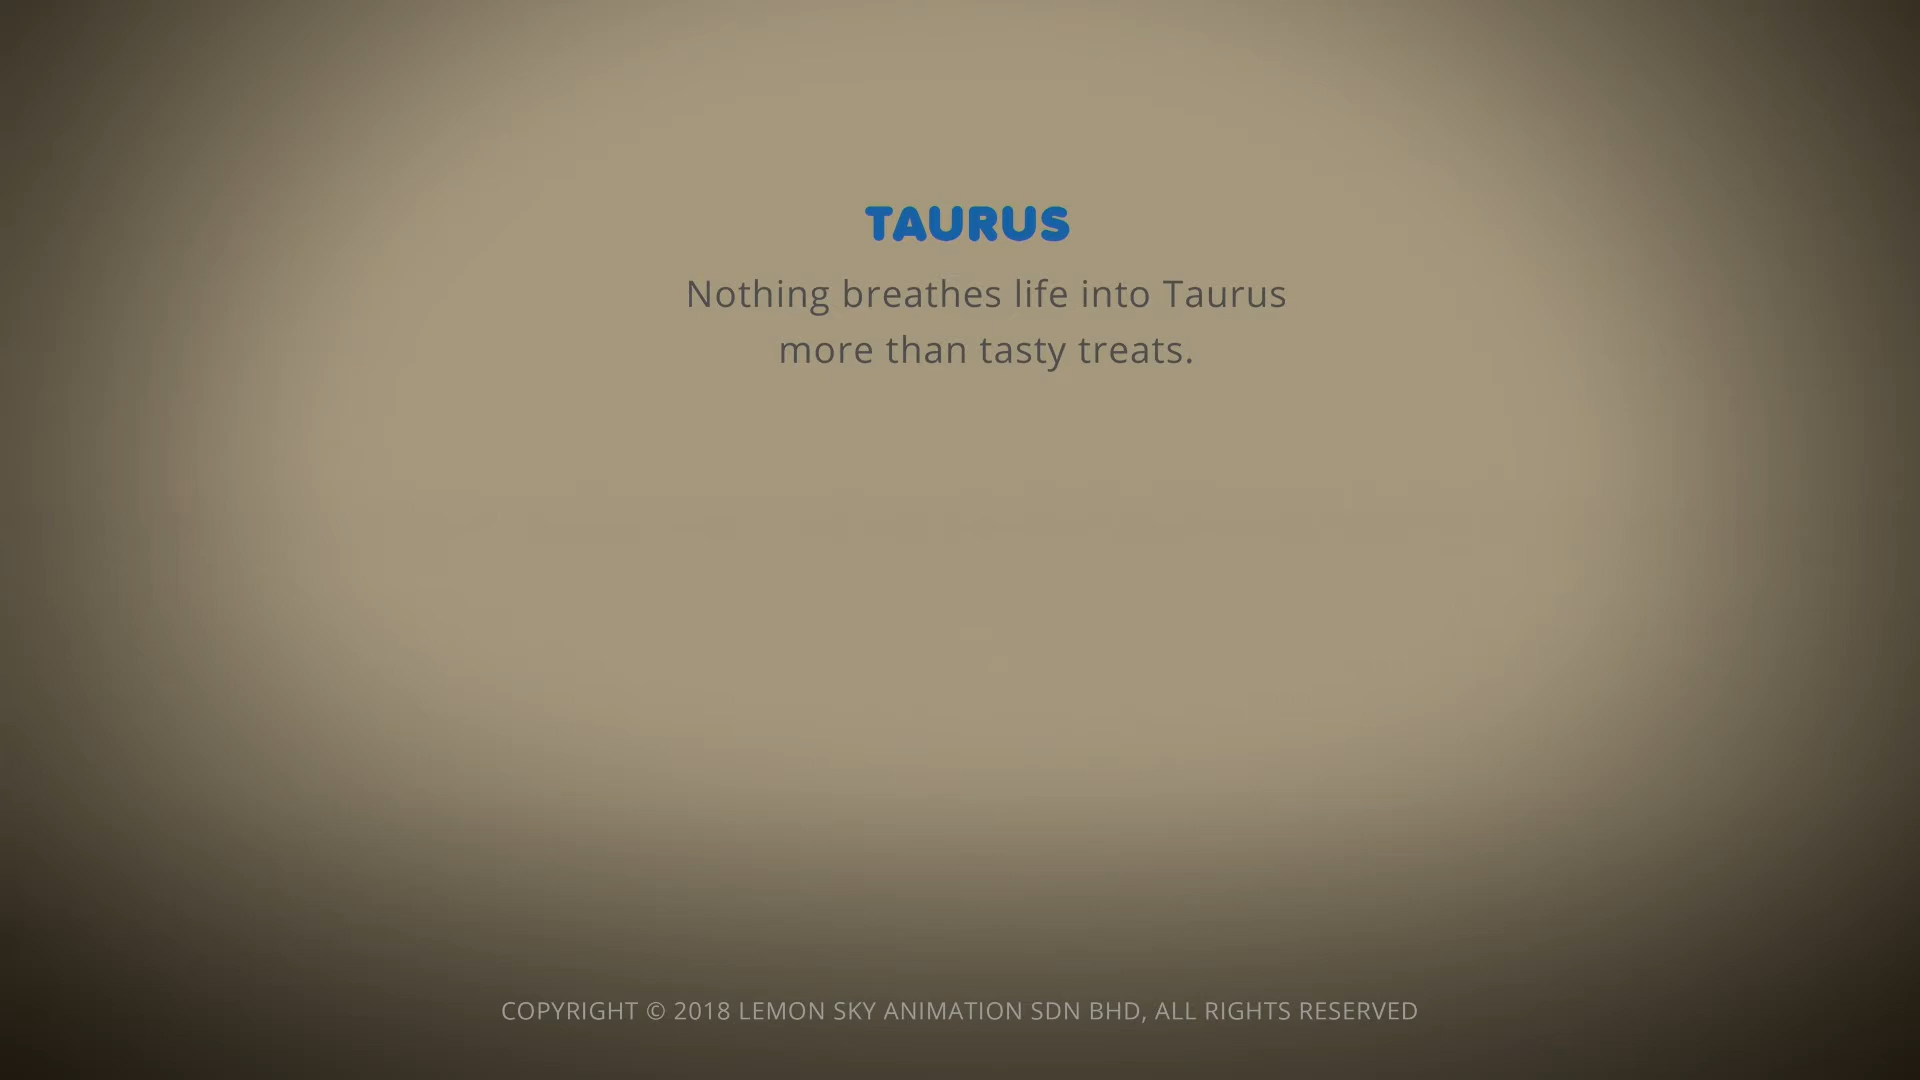 TAURUS
Nothing breathes life into Taurus
more than tasty treats.
COPYRIGHT © 2018 LEMON SKY ANIMATION SDN BHD, ALL RIGHTS RESERVED